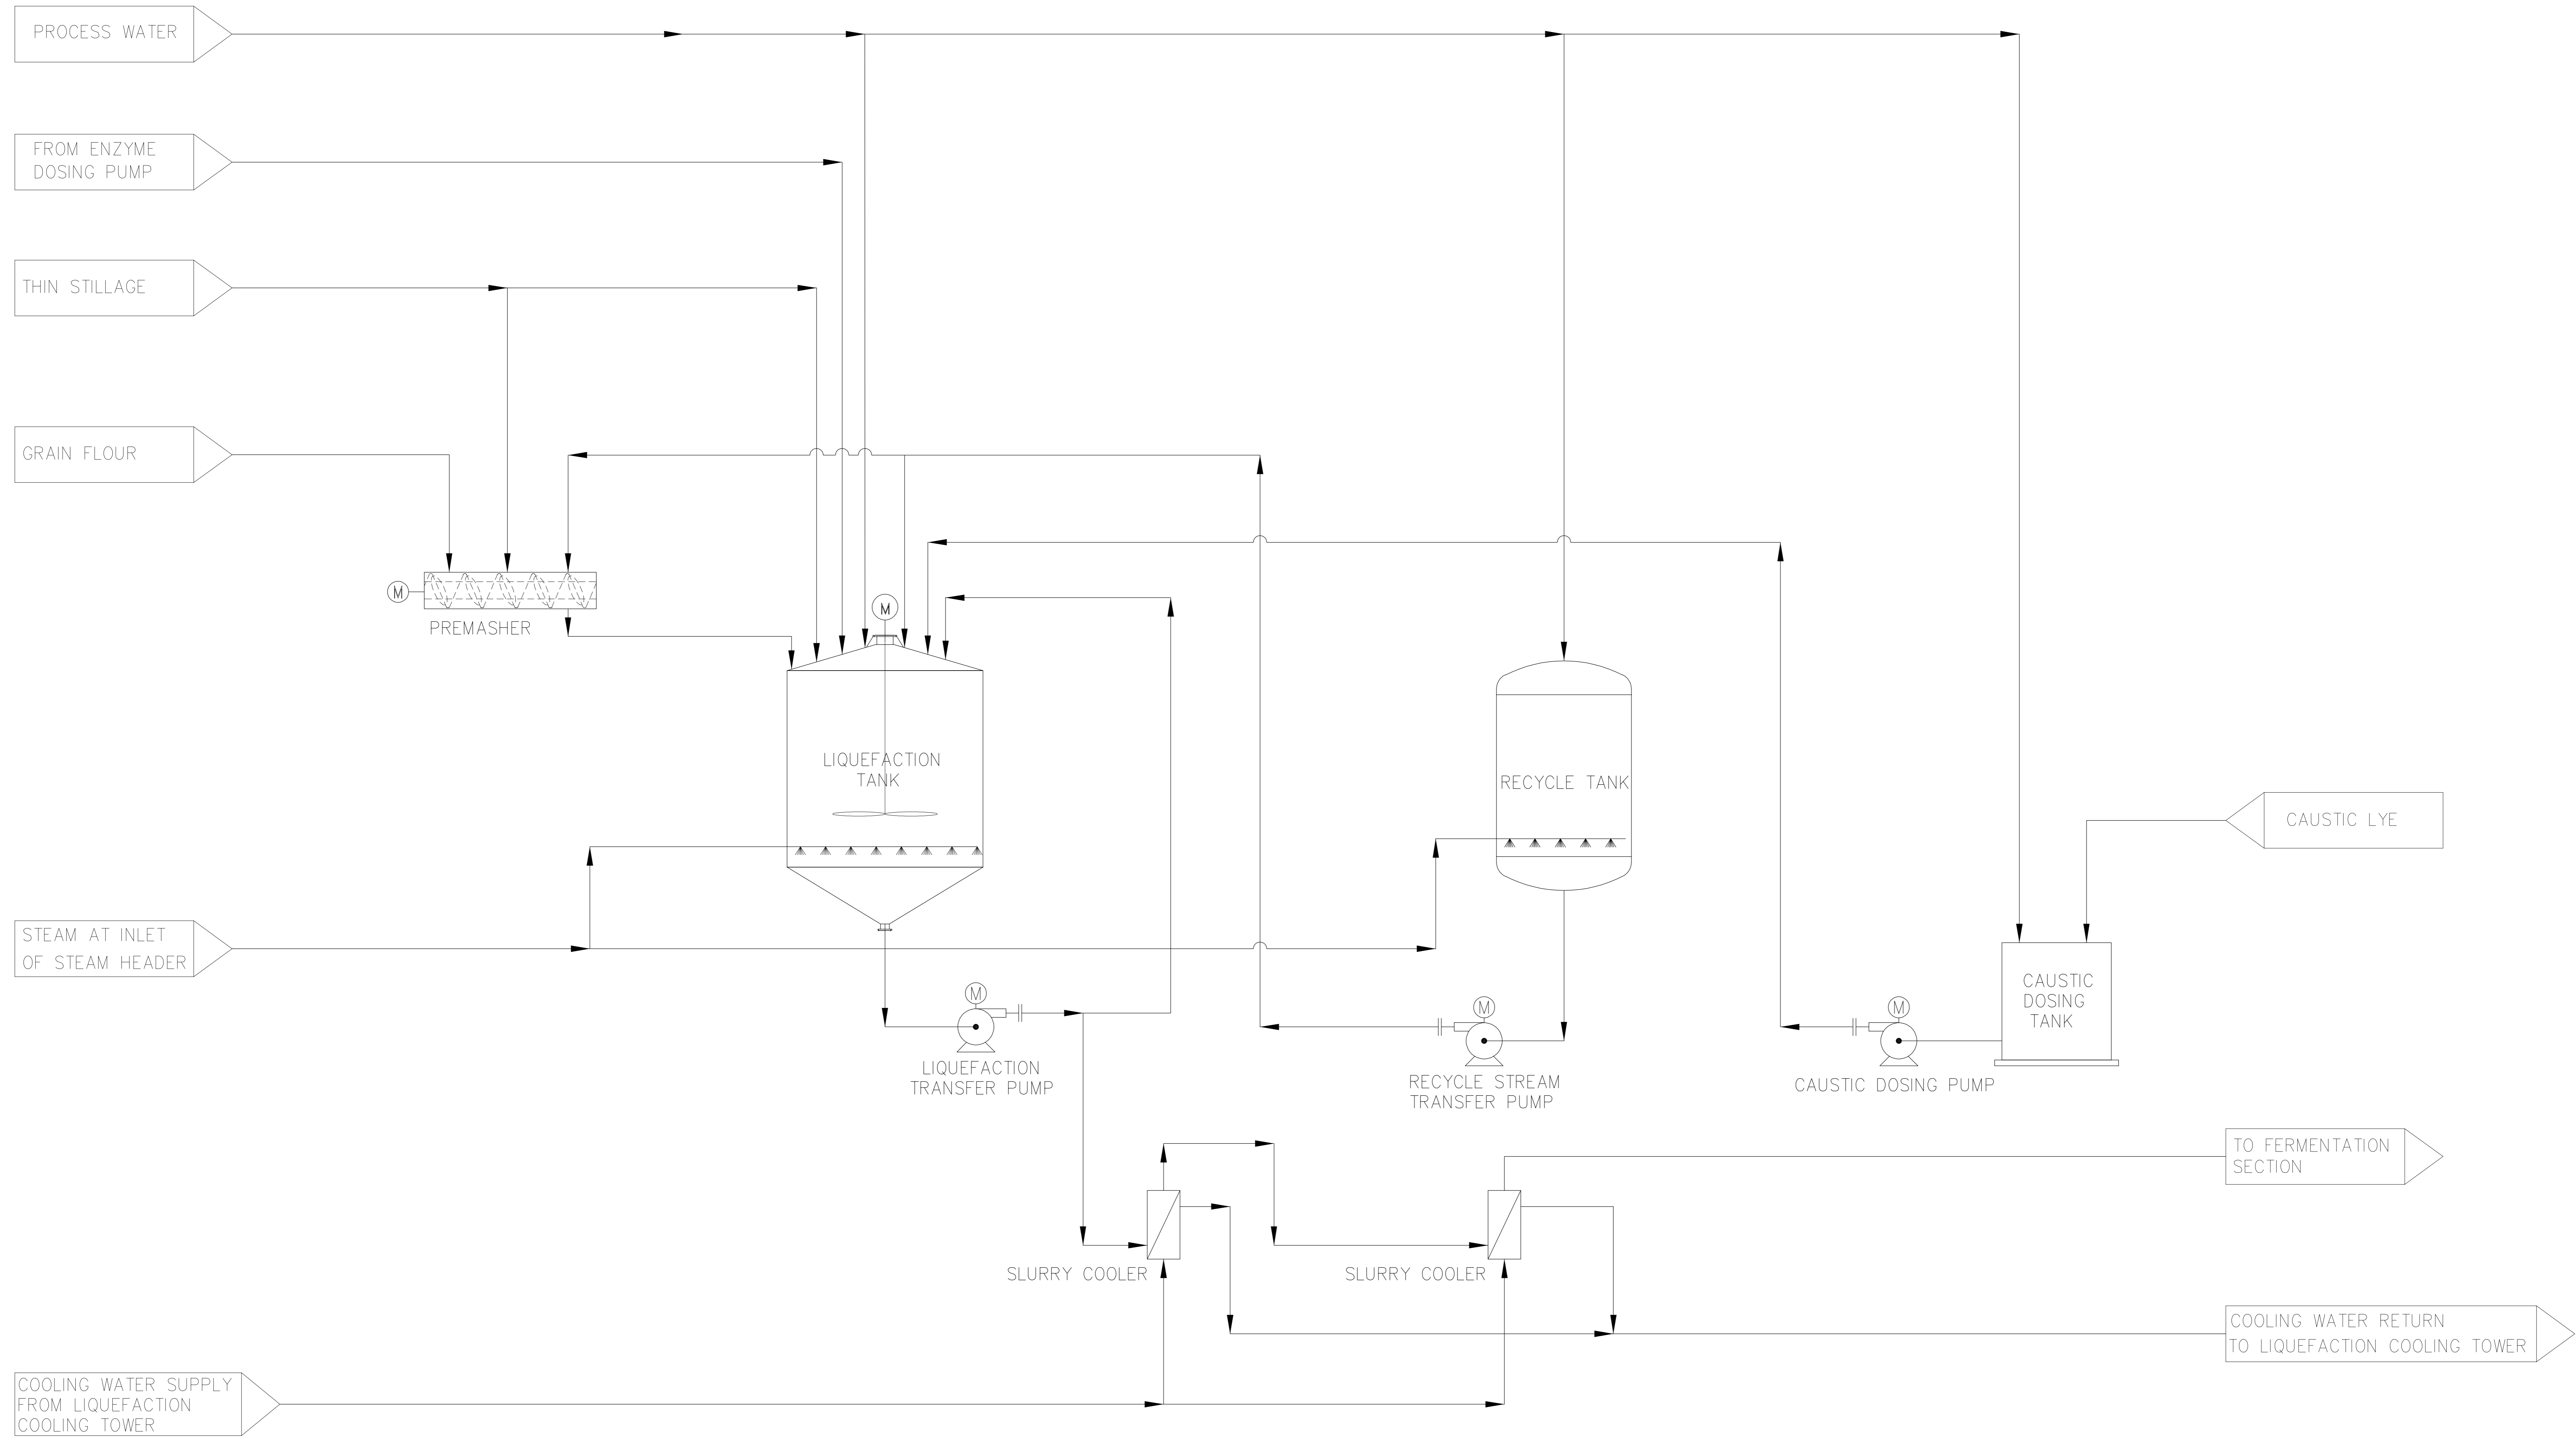 PROCESS WATER
FROM ENZYME
DOSING PUMP
THIN STILLAGE
GRAIN FLOUR
M
PREMASHER
M
LIQUEFACTION
TANK
RECYCLE TANK
CAUSTIC LYE
STEAM AT INLET
OF STEAM HEADER
CAUSTIC
DOSING
TANK
M
LIQUEFACTION
TRANSFER PUMP
M
RECYCLE STREAM
TRANSFER PUMP
M
CAUSTIC DOSING PUMP
TO FERMENTATION
SECTION
SLURRY COOLER
SLURRY COOLER
COOLING WATER RETURN
TO LIQUEFACTION COOLING TOWER
COOLING WATER SUPPLY
FROM LIQUEFACTION
COOLING TOWER